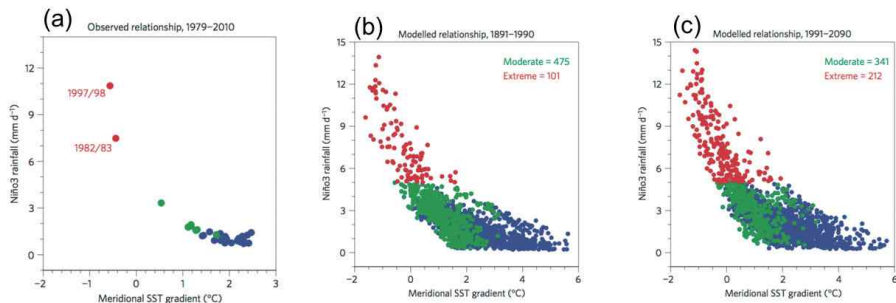 (a)
Observed relationship, 1979–2010
Niño3 rainfall (mm d⁻¹)
15
12
9
6
3
0
1997/98
1982/83
−2
−1
0
1
2
3
Meridional SST gradient (°C)
(b)
Modelled relationship, 1891–1990
Niño3 rainfall (mm d⁻¹)
15
12
9
6
3
0
Moderate = 475
Extreme = 101
−2
0
2
4
6
Meridional SST gradient (°C)
(c)
Modelled relationship, 1991–2090
Niño3 rainfall (mm d⁻¹)
15
12
9
6
3
0
Moderate = 341
Extreme = 212
−2
0
2
4
6
Meridional SST gradient (°C)